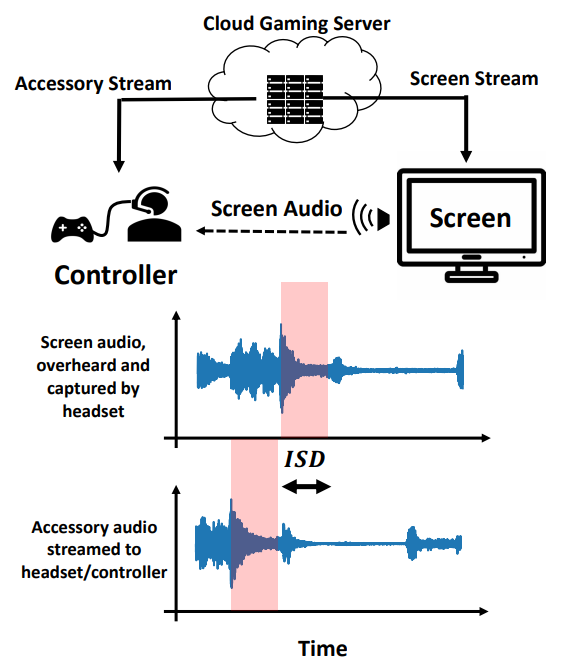 Cloud Gaming Server
Accessory Stream
Screen Stream
Screen Audio
Screen
Controller
Screen audio,
overheard and
captured by
headset
ISD
Accessory audio
streamed to
headset/controller
Time